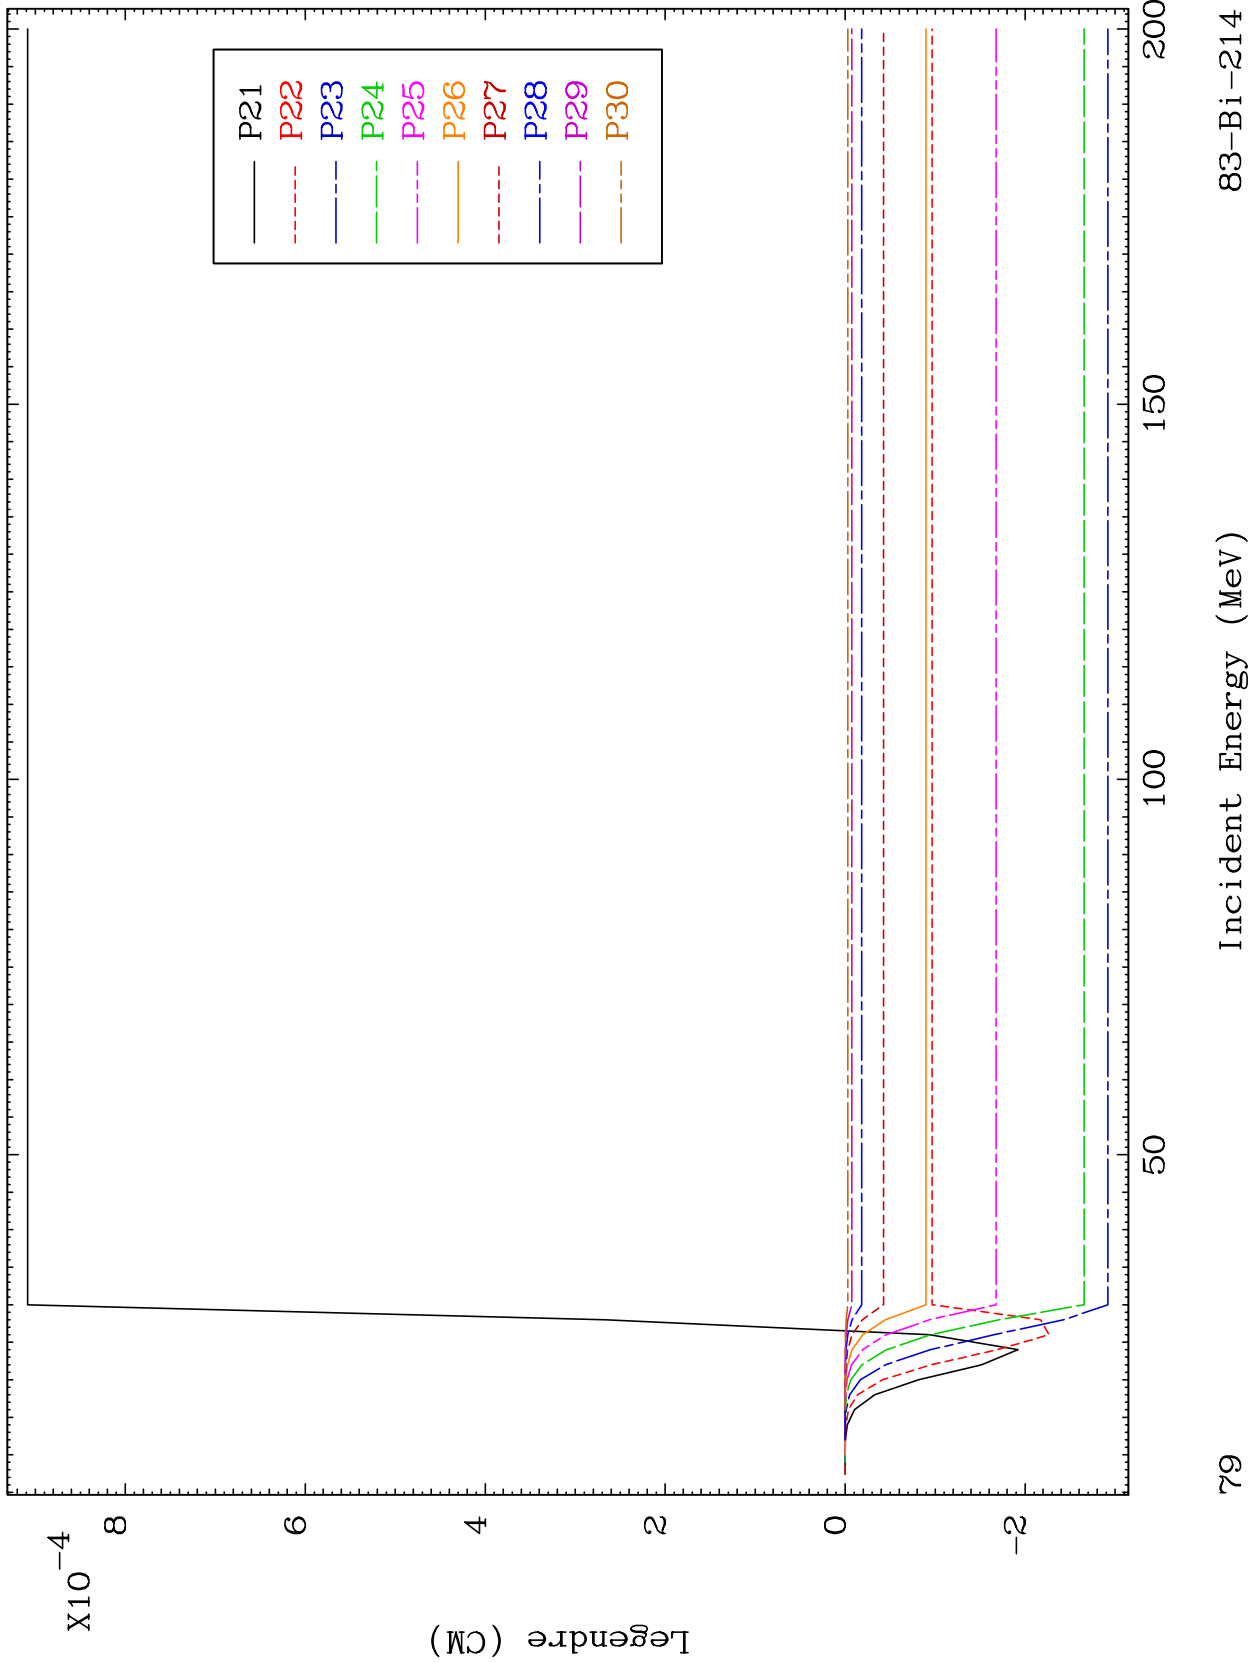 X10⁻⁴
8
6
4
2
0
-2
Legendre (CM)
P21
P22
P23
P24
P25
P26
P27
P28
P29
P30
50
100
150
200
Incident Energy (MeV)
79
83-Bi-214